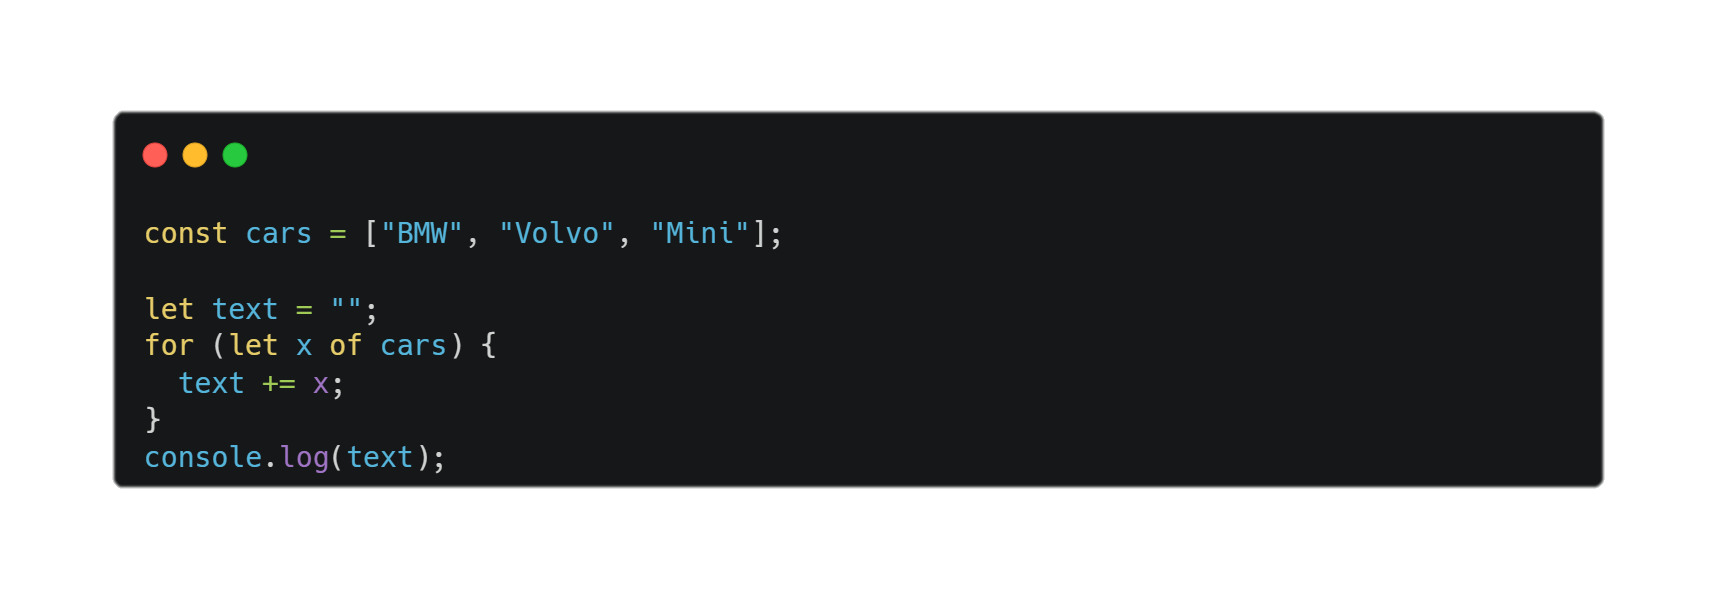 const cars = ["BMW", "Volvo", "Mini"];

let text = "";
for (let x of cars) {
  text += x;
}
console.log(text);